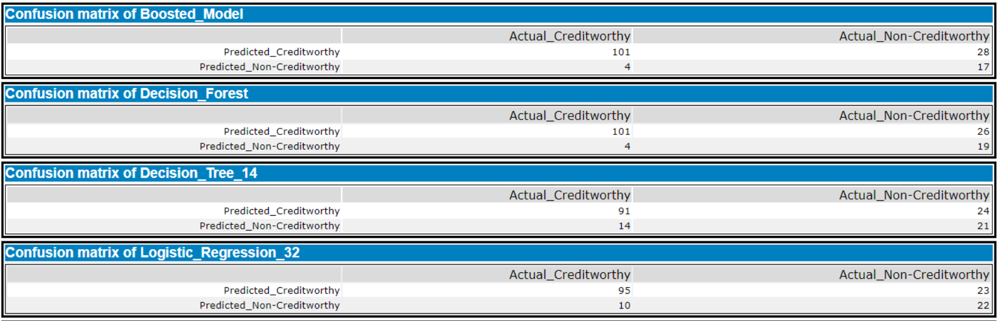 Confusion matrix of Boosted_Model
Actual_Creditworthy Actual_Non-Creditworthy
Predicted_Creditworthy 101 28
Predicted_Non-Creditworthy 4 17
Confusion matrix of Decision_Forest
Actual_Creditworthy Actual_Non-Creditworthy
Predicted_Creditworthy 101 26
Predicted_Non-Creditworthy 4 19
Confusion matrix of Decision_Tree_14
Actual_Creditworthy Actual_Non-Creditworthy
Predicted_Creditworthy 91 24
Predicted_Non-Creditworthy 14 21
Confusion matrix of Logistic_Regression_32
Actual_Creditworthy Actual_Non-Creditworthy
Predicted_Creditworthy 95 23
Predicted_Non-Creditworthy 10 22